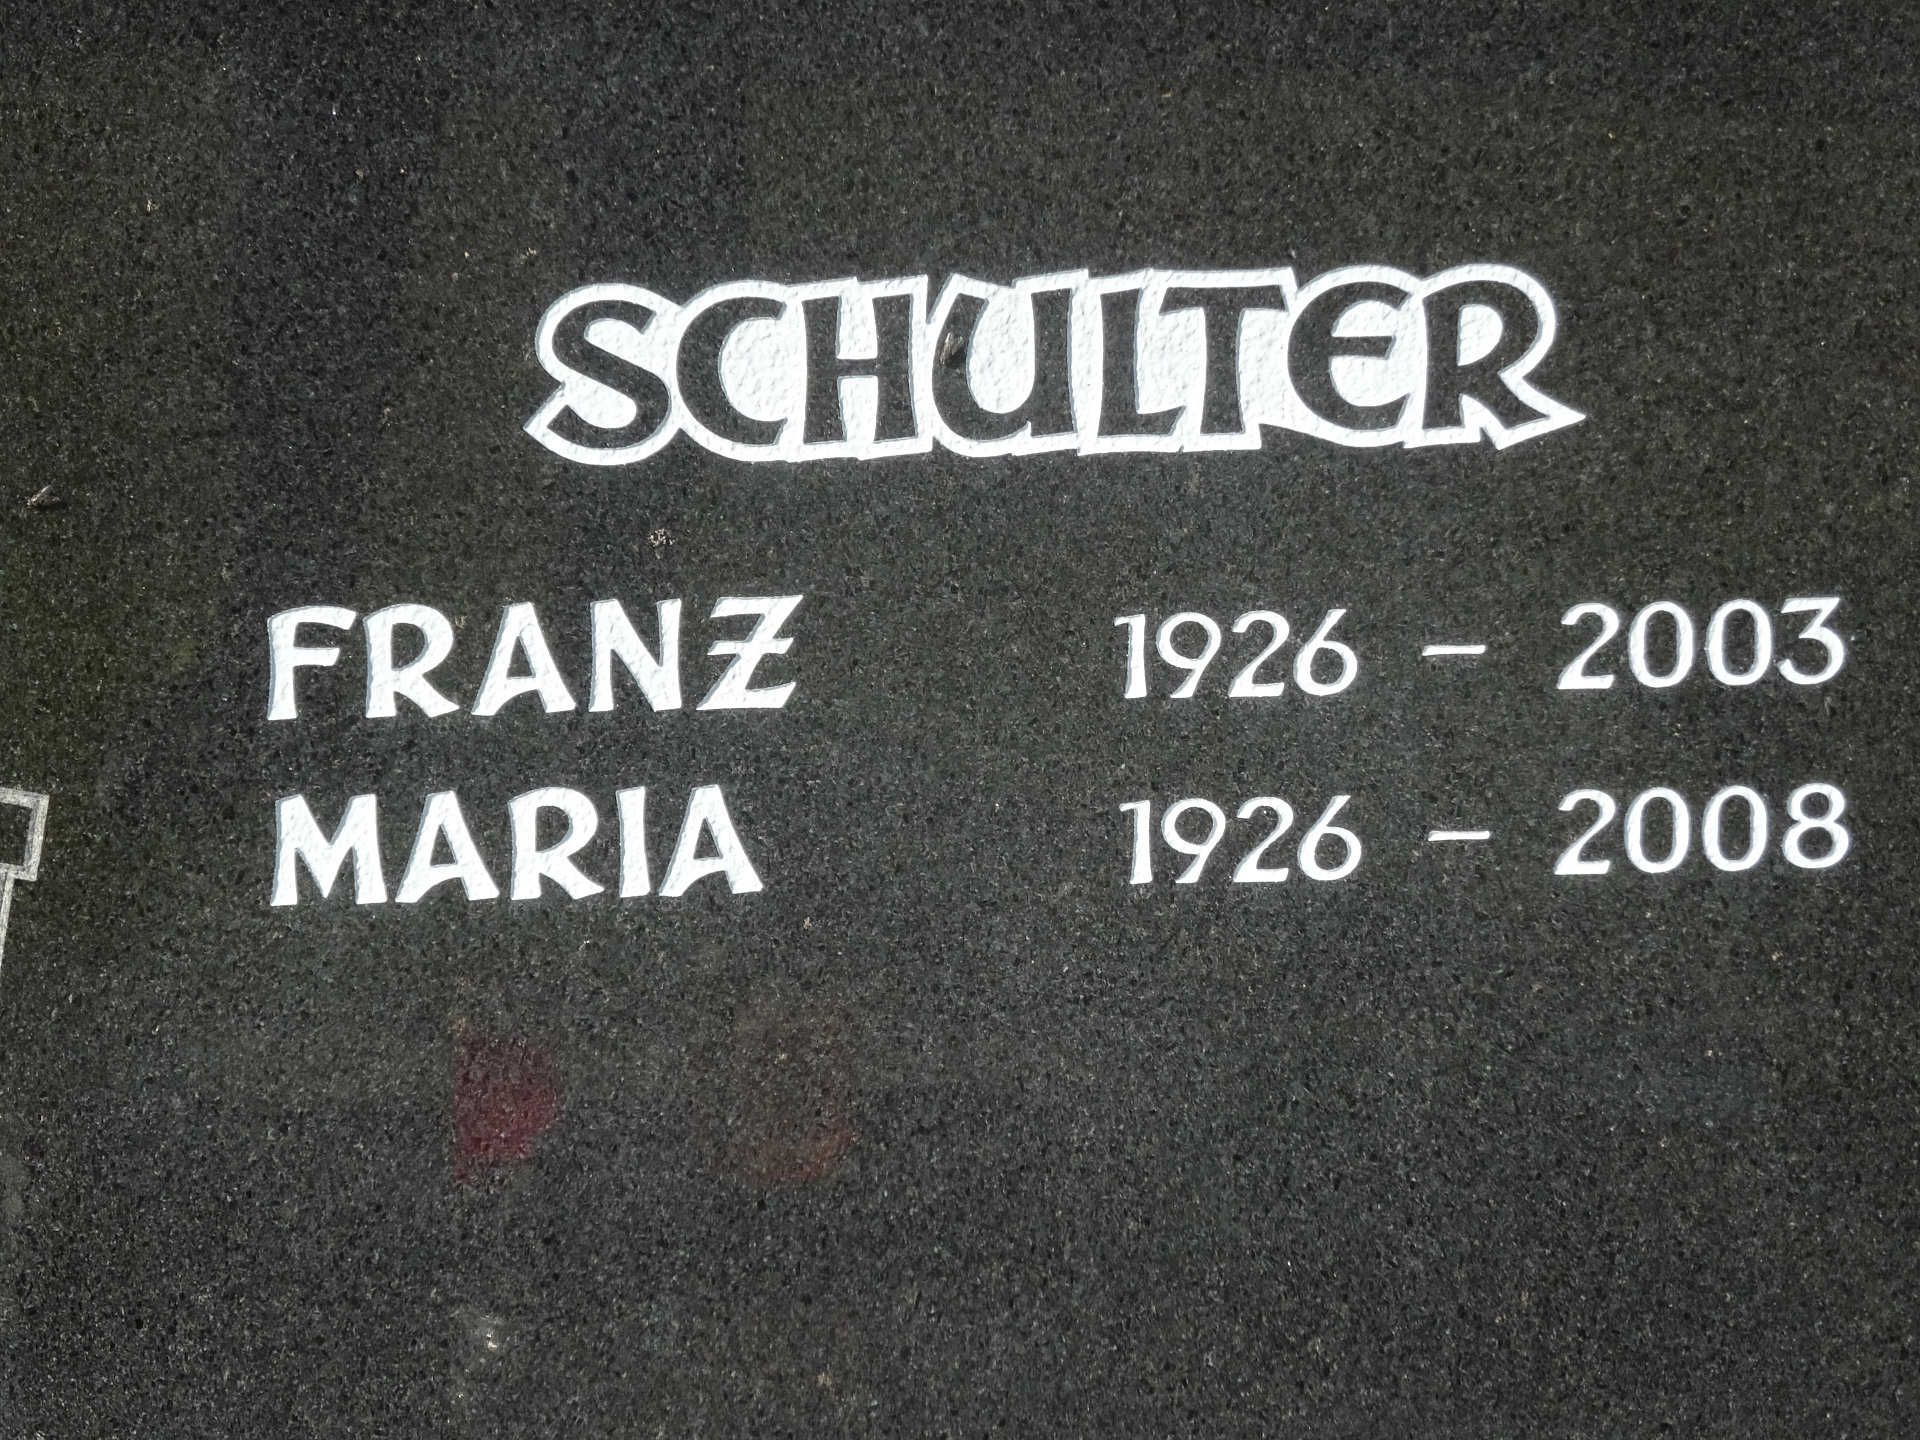 SCHULTER
FRANZ 1926 – 2003
MARIA 1926 – 2008